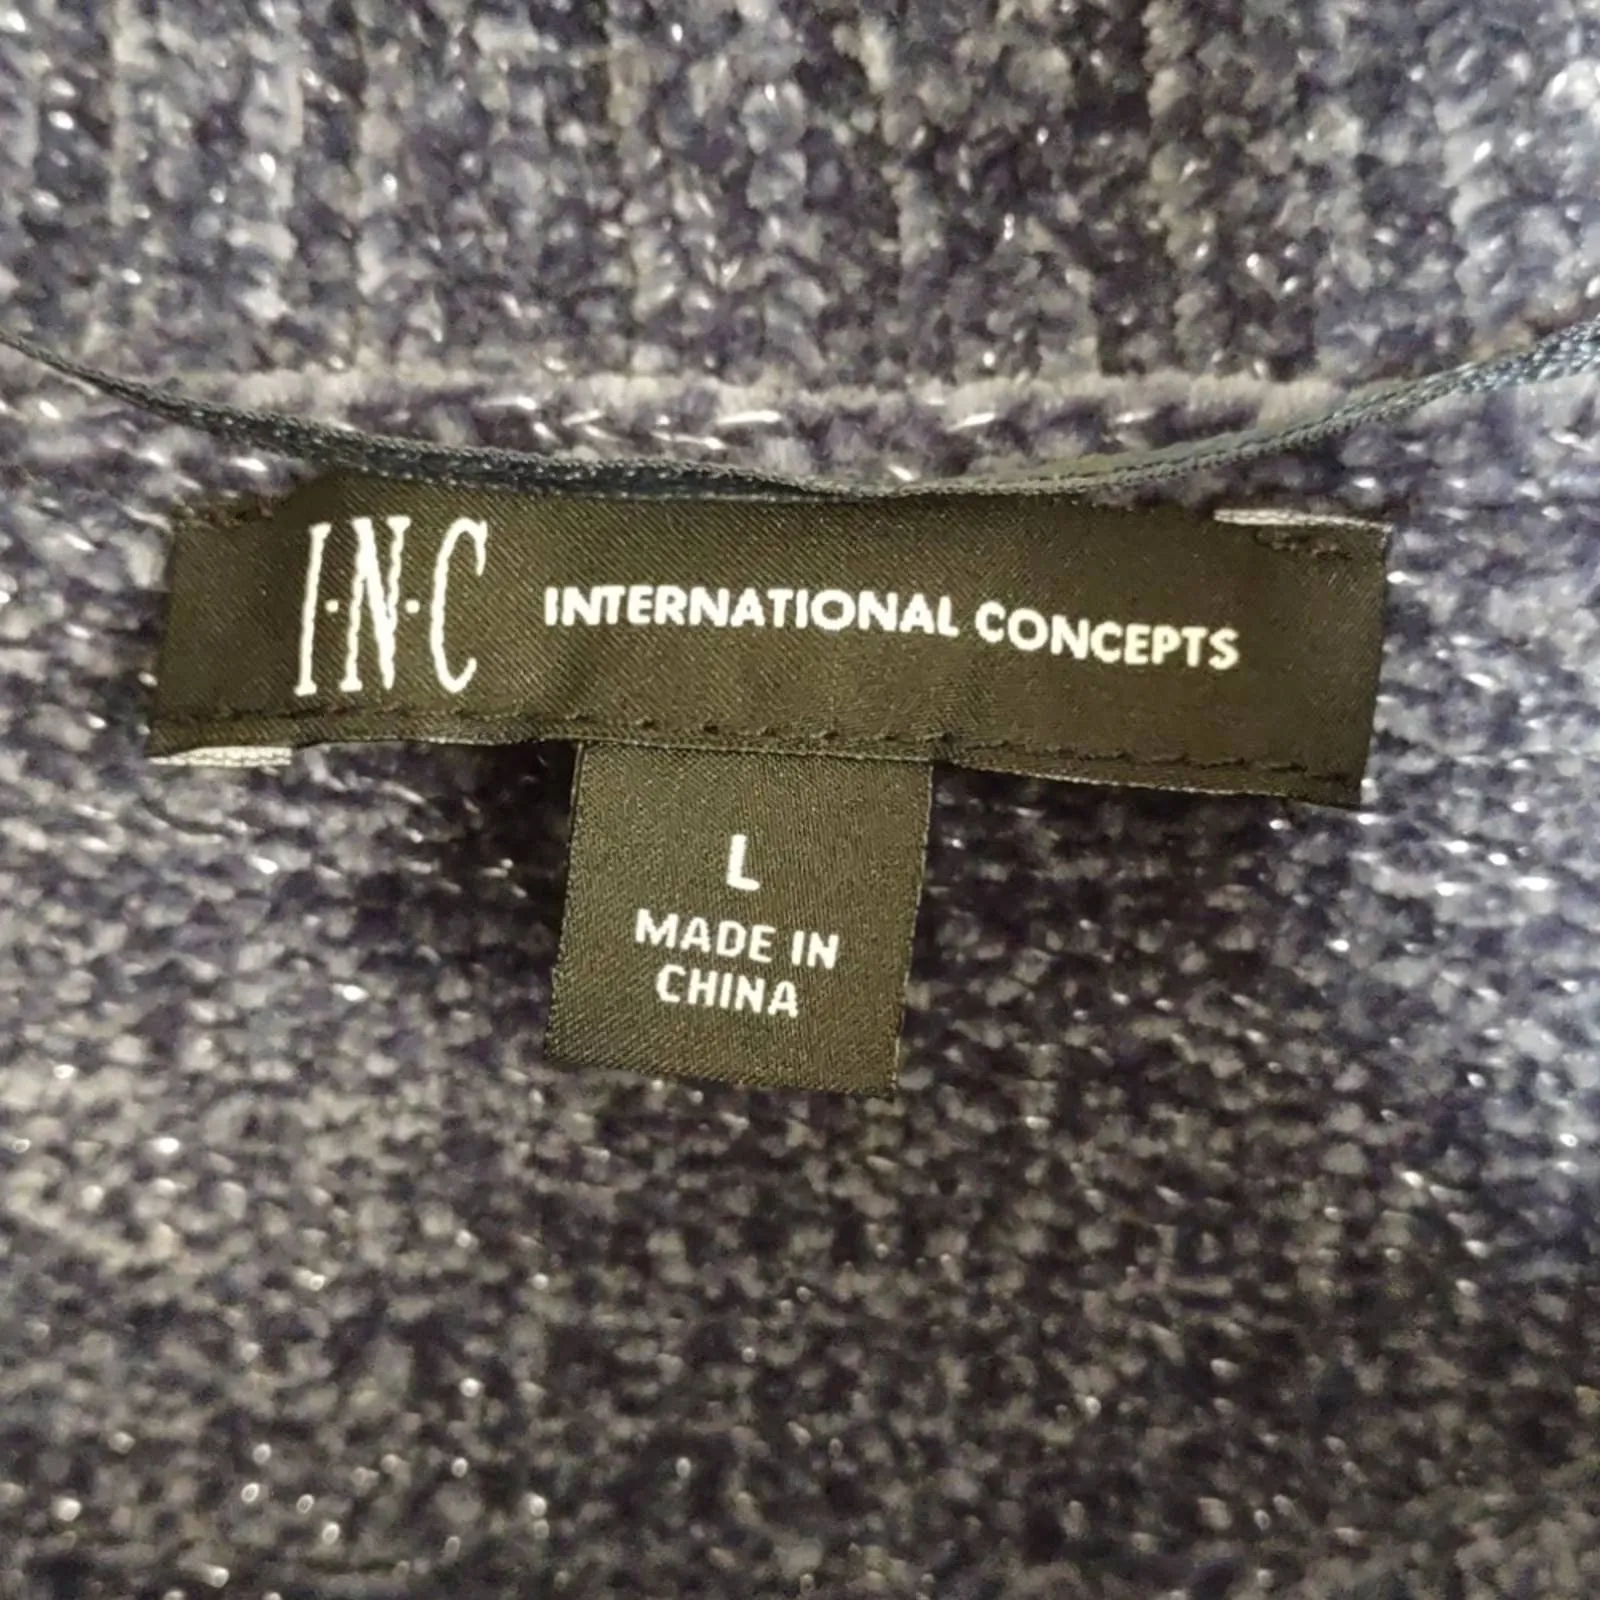 I·N·C INTERNATIONAL CONCEPTS
L
MADE IN
CHINA